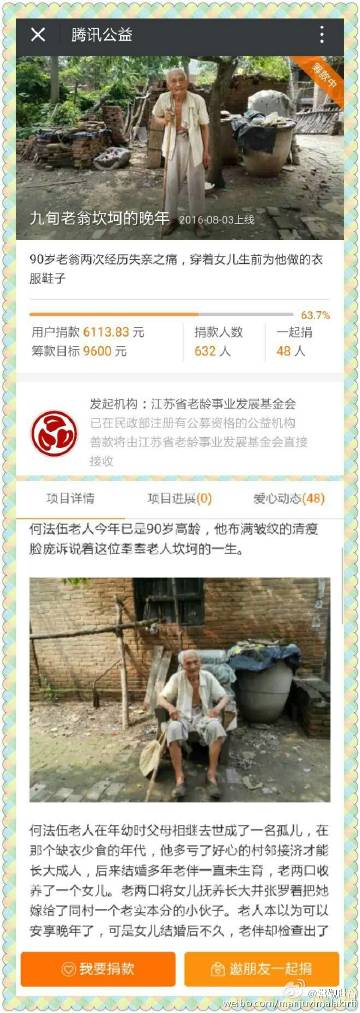 腾讯公益
筹款中
九旬老翁坎坷的晚年 2016-08-03上线
90岁老翁两次经历失亲之痛，穿着女儿生前为他做的衣
服鞋子
63.7%
用户捐款 6113.83 元
捐款人数
一起捐
筹款目标 9600 元
632 人
48 人
发起机构：江苏省老龄事业发展基金会
已在民政部注册有公募资格的公益机构
善款将由江苏省老龄事业发展基金会直接
接收
项目详情
项目进展(0)
爱心动态(48)
何法伍老人今年已是90岁高龄，他布满皱纹的清瘦
脸庞诉说着这位耄耋老人坎坷的一生。
何法伍老人在年幼时父母相继去世成了一名孤儿，在
那个缺衣少食的年代，他多亏了好心的村邻接济才能
长大成人，后来结婚多年老伴一直未生育，老两口收
养了一个女儿。老两口将女儿抚养长大并张罗着把她
嫁给了同村一个老实本分的小伙子。老人本以为可以
安享晚年了，可是女儿结婚后不久，老伴却检查出了
我要捐款
邀朋友一起捐